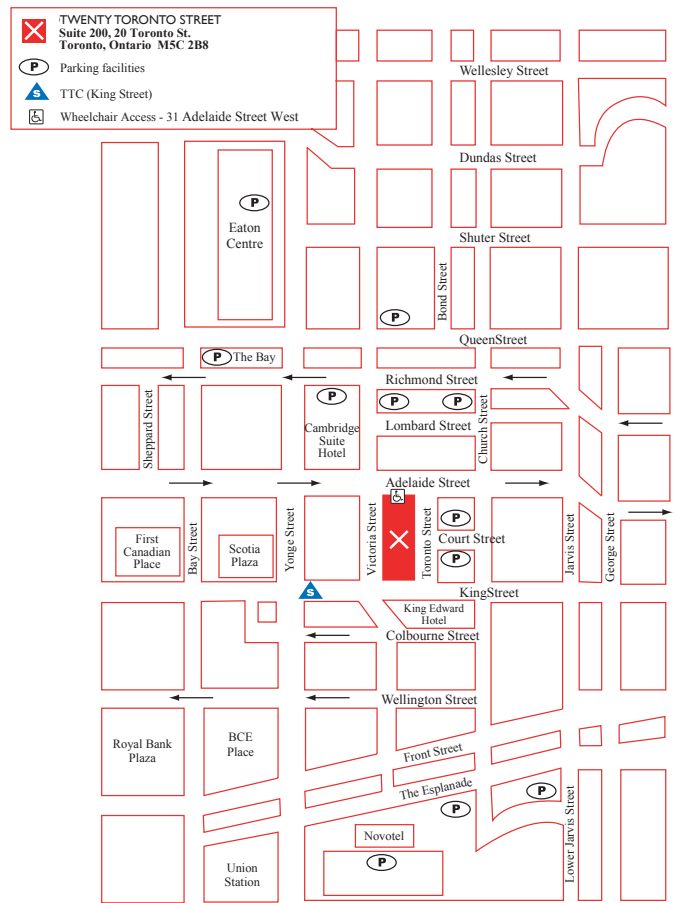 TWENTY TORONTO STREET
Suite 200, 20 Toronto St.
Toronto, Ontario M5C 2B8
P Parking facilities
S TTC (King Street)
Wheelchair Access - 31 Adelaide Street West
Wellesley Street
Dundas Street
P
Eaton
Centre
Shuter Street
Bond Street
P
QueenStreet
P The Bay
Richmond Street
P
P
P
Sheppard Street
Cambridge
Suite
Hotel
Lombard Street
Church Street
Adelaide Street
First
Canadian
Place
Bay Street
Scotia
Plaza
Yonge Street
Victoria Street
Toronto Street
P
Court Street
P
Jarvis Street
George Street
S
KingStreet
King Edward
Hotel
Colbourne Street
Wellington Street
Royal Bank
Plaza
BCE
Place
Front Street
The Esplanade
P
P
Lower Jarvis Street
Novotel
P
Union
Station